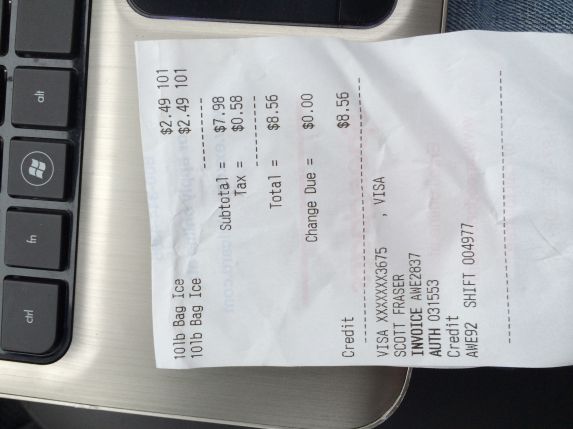 10lb Bag Ice $2.49 101
10lb Bag Ice $2.49 101
Subtotal = $7.98
Tax = $0.58
Total = $8.56
Change Due = $0.00
Credit $8.56
VISA XXXXXXX3675 , VISA
SCOTT FRASER
INVOICE AWE2837
AUTH 031553
Credit
AWE92 SHIFT 004977
alt
fn
ctrl